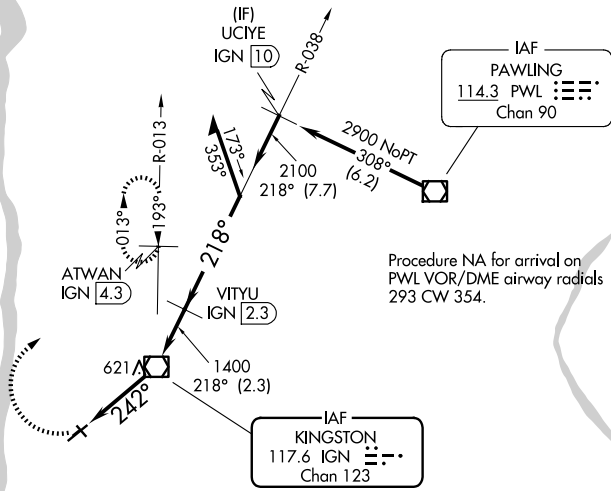 (IF)
UCIYE
IGN 10
R-038
IAF
PAWLING
114.3 PWL
Chan 90
R-013
173°
353°
2900 NoPT
308°
(6.2)
2100
218° (7.7)
013°
193°
218°
ATWAN
IGN 4.3
VITYU
IGN 2.3
Procedure NA for arrival on
PWL VOR/DME airway radials
293 CW 354.
621
1400
218° (2.3)
242°
IAF
KINGSTON
117.6 IGN
Chan 123